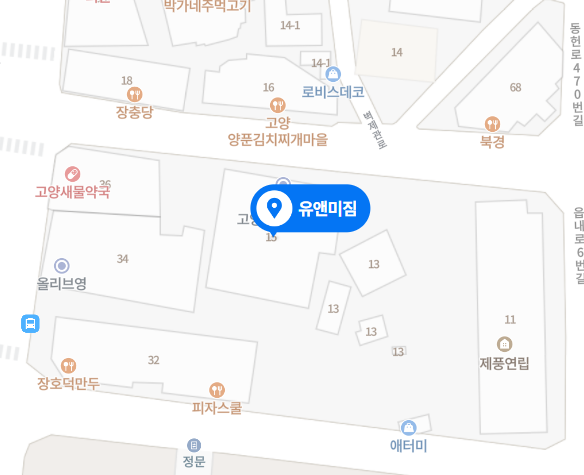 박가네주먹고기
14-1
14
동헌로470번길
18
장충당
14-1
로비스데코
16
고양
양푼김치찌개마을
68
북경
벽제관로
36
고양새물약국
유앤미짐
15
읍내로6번길
34
올리브영
13
13
13
13
11
제풍연립
32
장호덕만두
피자스쿨
애터미
정문